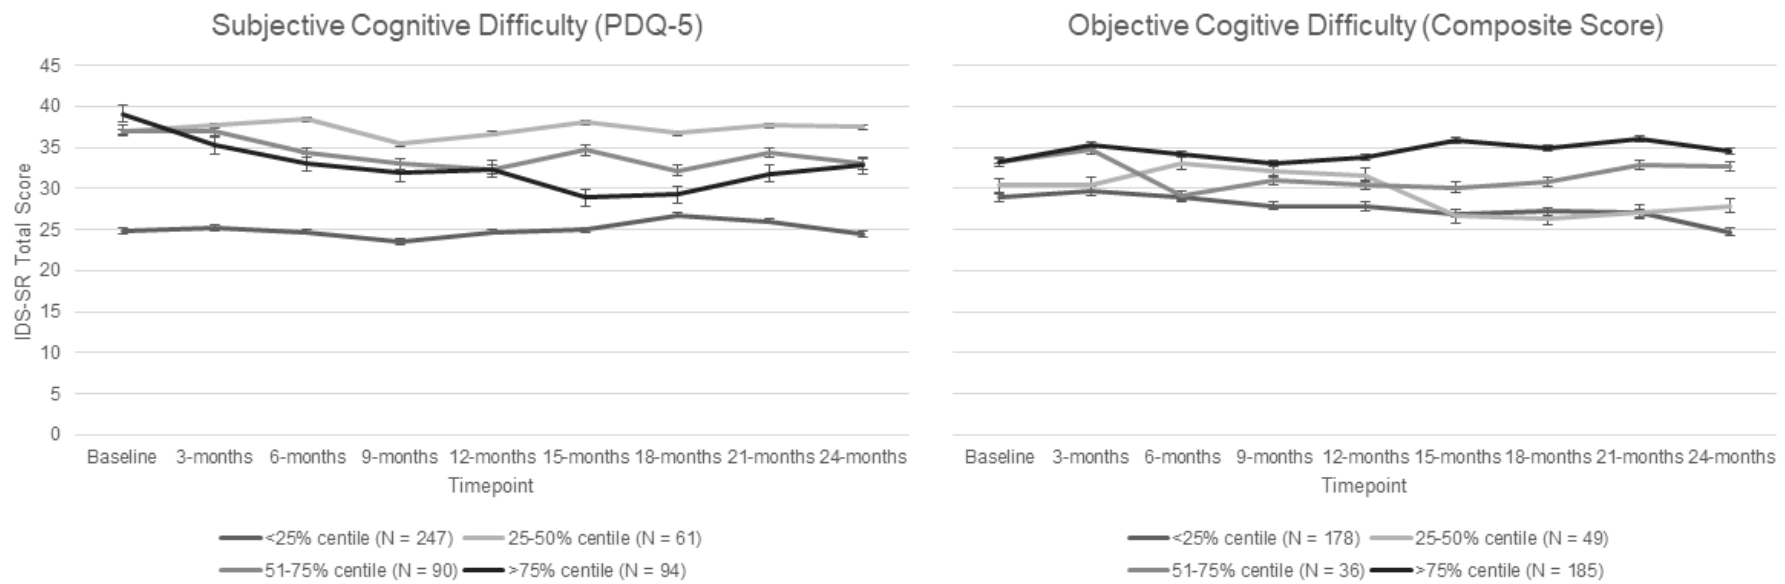 Subjective Cognitive Difficulty (PDQ-5)
Objective Cogitive Difficulty (Composite Score)
IDS-SR Total Score
45
40
35
30
25
20
15
10
5
0
Baseline 3-months 6-months 9-months 12-months 15-months 18-months 21-months 24-months
Timepoint
<25% centile (N = 247) 25-50% centile (N = 61)
51-75% centile (N = 90) >75% centile (N = 94)
Baseline 3-months 6-months 9-months 12-months 15-months 18-months 21-months 24-months
Timepoint
<25% centile (N = 178) 25-50% centile (N = 49)
51-75% centile (N = 36) >75% centile (N = 185)